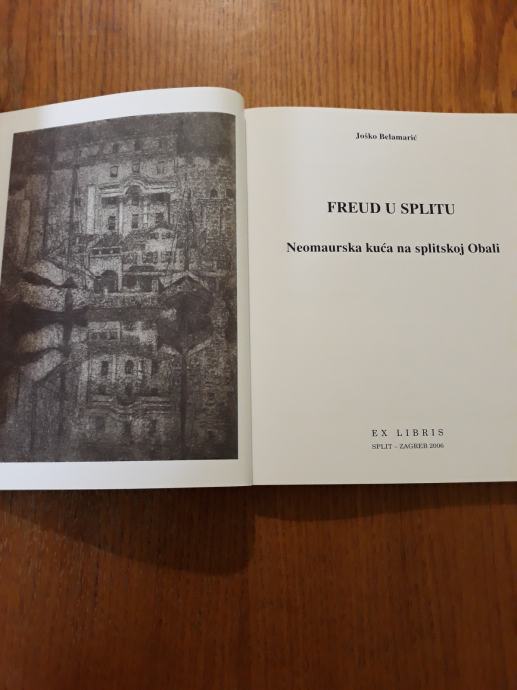 Joško Belamarić
FREUD U SPLITU
Neomaurska kuća na splitskoj Obali
EX LIBRIS
SPLIT – ZAGREB 2006